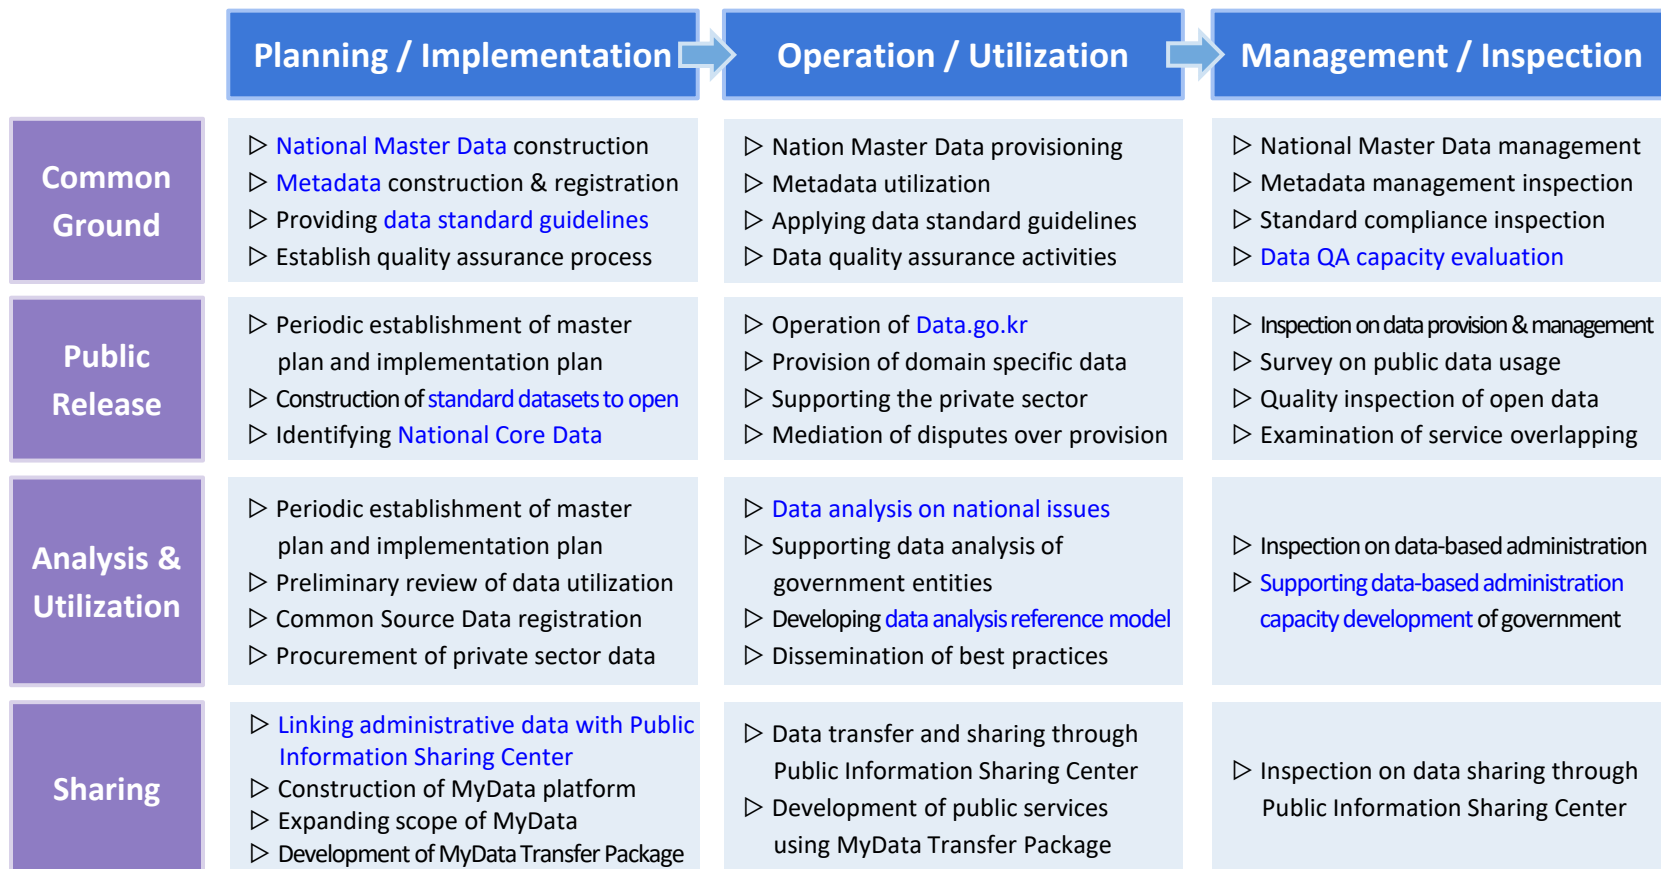 Planning / Implementation
Operation / Utilization
Management / Inspection
Common
Ground
▷ National Master Data construction
▷ Metadata construction & registration
▷ Providing data standard guidelines
▷ Establish quality assurance process
▷ Nation Master Data provisioning
▷ Metadata utilization
▷ Applying data standard guidelines
▷ Data quality assurance activities
▷ National Master Data management
▷ Metadata management inspection
▷ Standard compliance inspection
▷ Data QA capacity evaluation
Public
Release
▷ Periodic establishment of master
plan and implementation plan
▷ Construction of standard datasets to open
▷ Identifying National Core Data
▷ Operation of Data.go.kr
▷ Provision of domain specific data
▷ Supporting the private sector
▷ Mediation of disputes over provision
▷ Inspection on data provision & management
▷ Survey on public data usage
▷ Quality inspection of open data
▷ Examination of service overlapping
Analysis &
Utilization
▷ Periodic establishment of master
plan and implementation plan
▷ Preliminary review of data utilization
▷ Common Source Data registration
▷ Procurement of private sector data
▷ Data analysis on national issues
▷ Supporting data analysis of
government entities
▷ Developing data analysis reference model
▷ Dissemination of best practices
▷ Inspection on data-based administration
▷ Supporting data-based administration
capacity development of government
Sharing
▷ Linking administrative data with Public
Information Sharing Center
▷ Construction of MyData platform
▷ Expanding scope of MyData
▷ Development of MyData Transfer Package
▷ Data transfer and sharing through
Public Information Sharing Center
▷ Development of public services
using MyData Transfer Package
▷ Inspection on data sharing through
Public Information Sharing Center